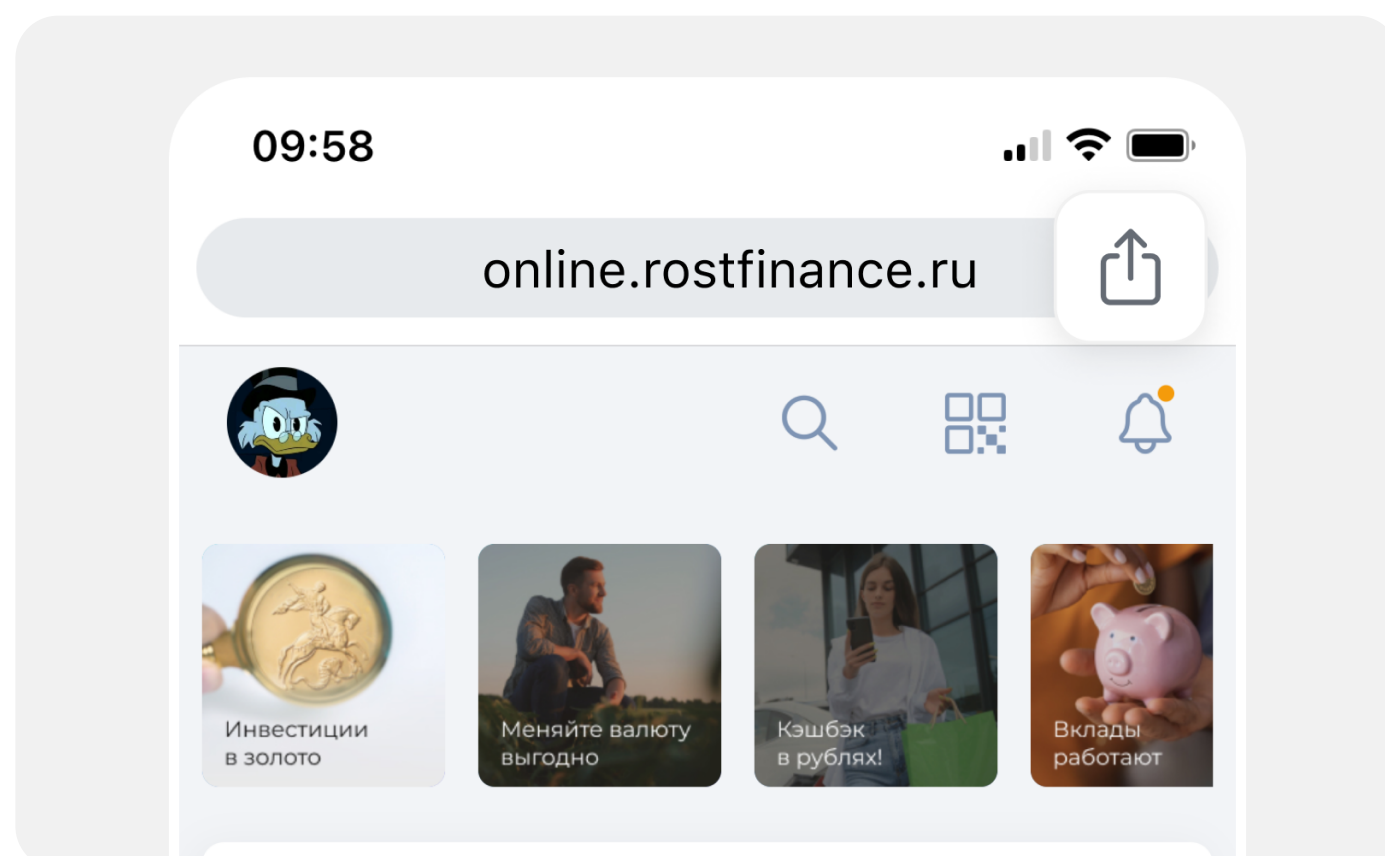 09:58
online.rostfinance.ru
Инвестиции
в золото
Меняйте валюту
выгодно
Кэшбэк
в рублях!
Вклады
работают